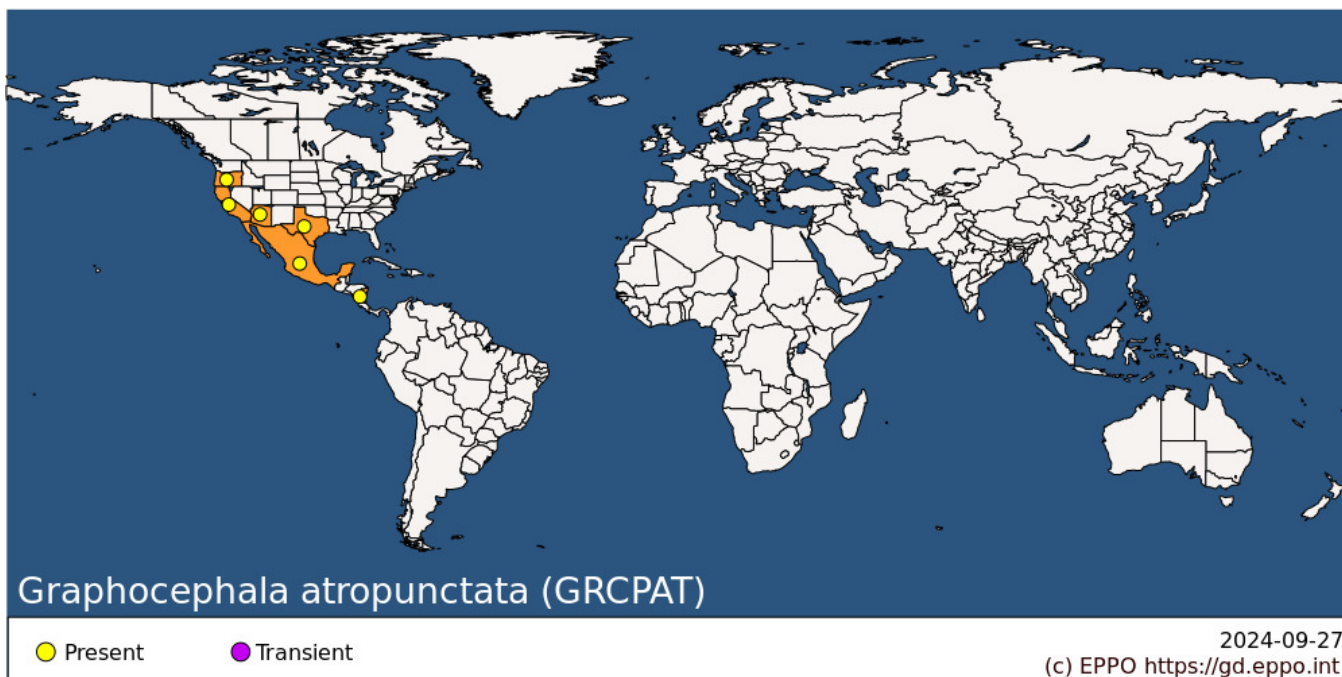 Graphocephala atropunctata (GRCPAT)
Present
Transient
2024-09-27
(c) EPPO https://gd.eppo.int